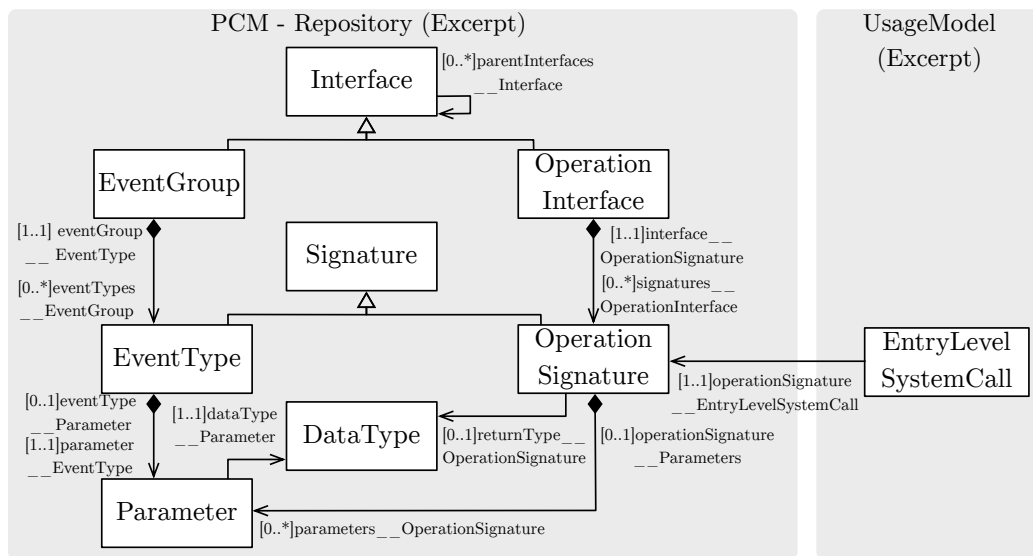 PCM - Repository (Excerpt)
UsageModel
(Excerpt)
Interface
[0..*]parentInterfaces
__Interface
EventGroup
Operation
Interface
[1..1] eventGroup
__ EventType
[0..*]eventTypes
__EventGroup
Signature
[1..1]interface__
OperationSignature
[0..*]signatures__
OperationInterface
EventType
Operation
Signature
EntryLevel
SystemCall
[1..1]operationSignature
__EntryLevelSystemCall
[0..1]eventType
__Parameter
[1..1]parameter
__EventType
[1..1]dataType
__Parameter
DataType
[0..1]returnType__
OperationSignature
[0..1]operationSignature
__Parameters
Parameter
[0..*]parameters__OperationSignature